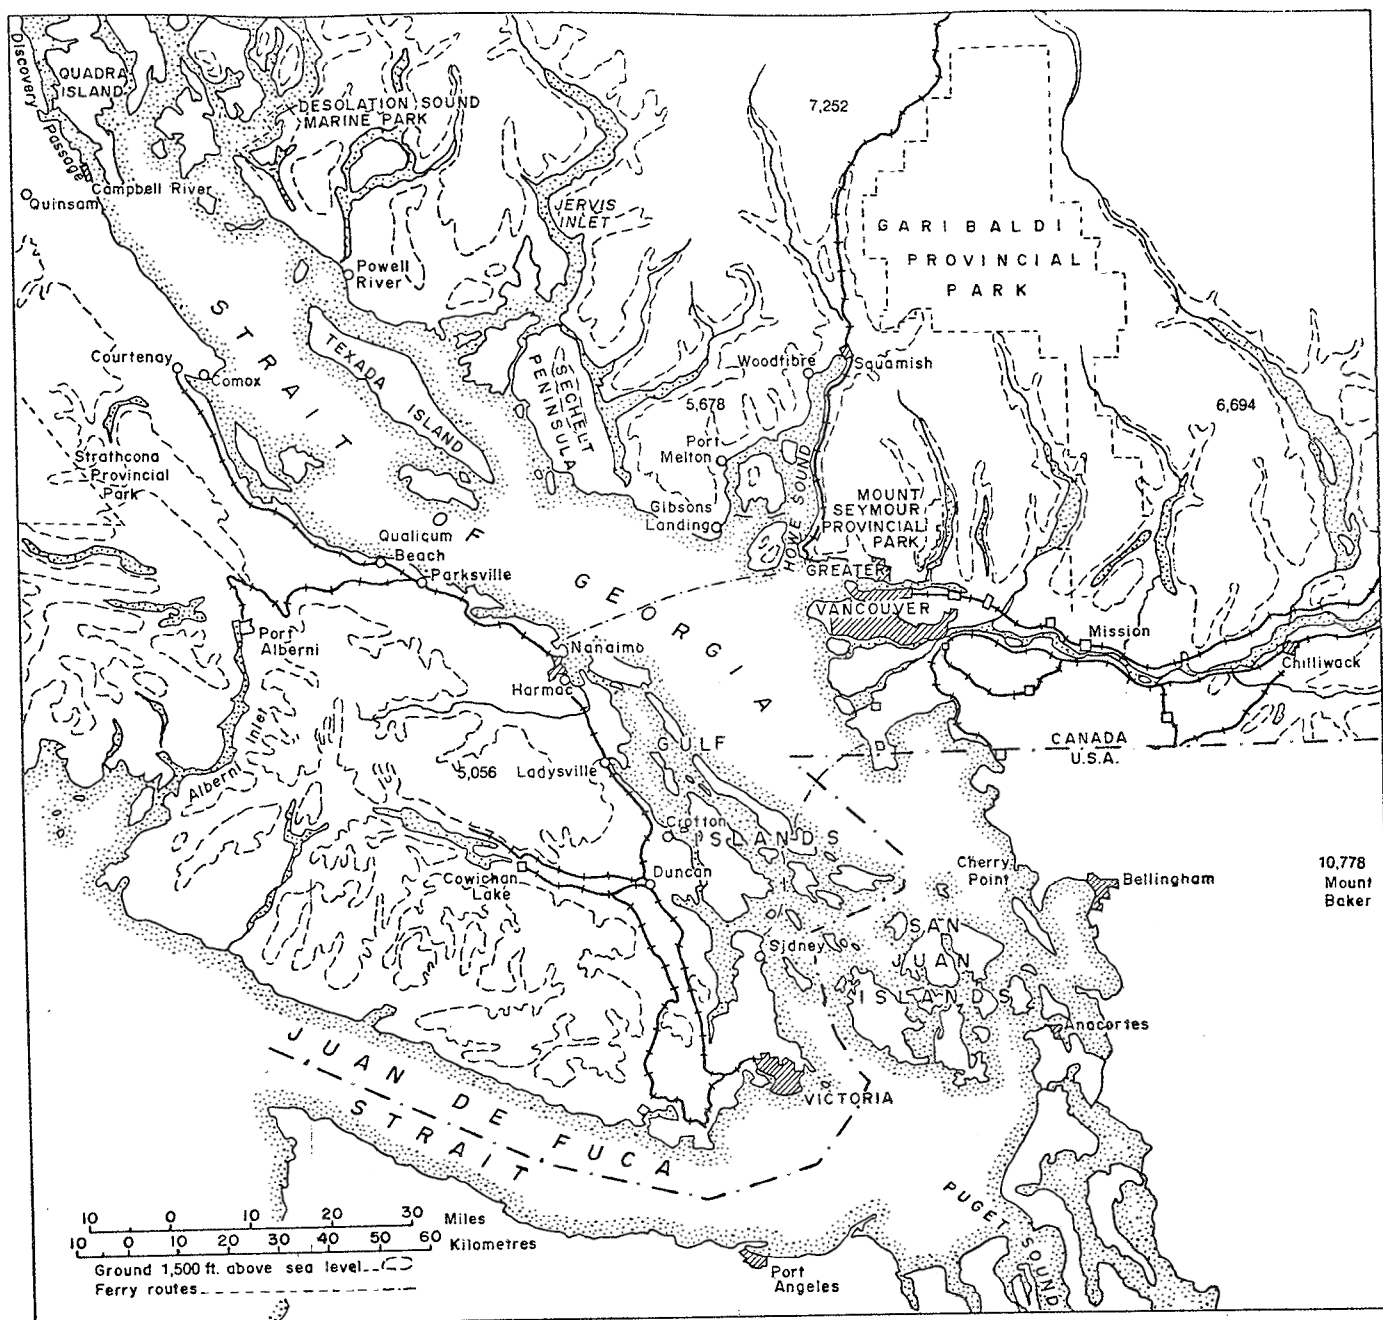 Discovery Passage
QUADRA
ISLAND
DESOLATION SOUND
MARINE PARK
7,252
Campbell River
Quinsam
JERVIS
INLET
GARIBALDI
PROVINCIAL
PARK
Powell
River
STRAIT
OF
GEORGIA
TEXADA
ISLAND
SECHELT
PENINSULA
Courtenay
Comox
Woodfibre
Squamish
5,678
6,694
Port
Melton
HOWE SOUND
Strathcona
Provincial
Park
Gibsons
Landing
MOUNT
SEYMOUR
PROVINCIAL
PARK
Qualicum
Beach
Parksville
GREATER
VANCOUVER
Port
Alberni
Nanaimo
Harmac
Mission
Chilliwack
Alberni Inlet
GULF
ISLANDS
CANADA
U.S.A.
5,056
Ladysville
Crofton
Cherry
Point
Bellingham
10,778
Mount
Baker
Cowichan
Lake
Duncan
Sidney
SAN
JUAN
ISLANDS
Anacortes
JUAN DE FUCA
STRAIT
VICTORIA
PUGET SOUND
Port
Angeles
10 0 10 20 30 Miles
10 0 10 20 30 40 50 60 Kilometres
Ground 1,500 ft. above sea level
Ferry routes